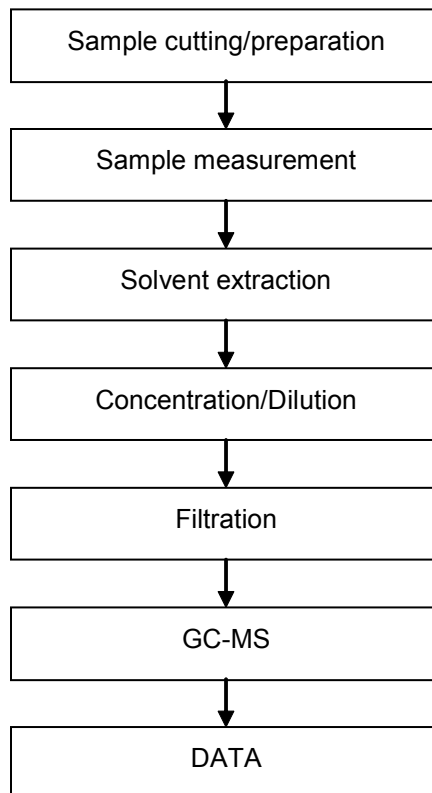 Sample cutting/preparation
Sample measurement
Solvent extraction
Concentration/Dilution
Filtration
GC-MS
DATA